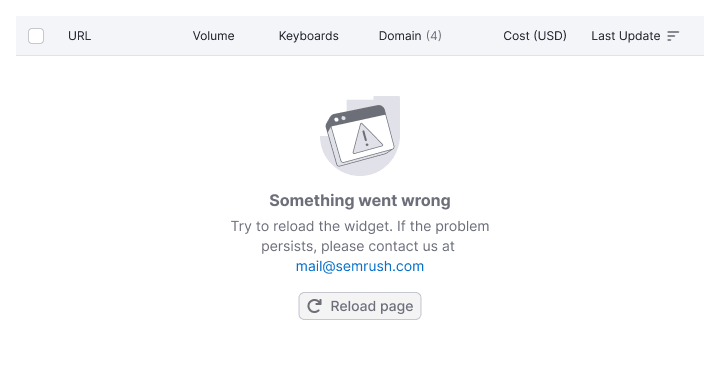 URL Volume Keyboards Domain (4) Cost (USD) Last Update
Something went wrong
Try to reload the widget. If the problem
persists, please contact us at
mail@semrush.com
Reload page